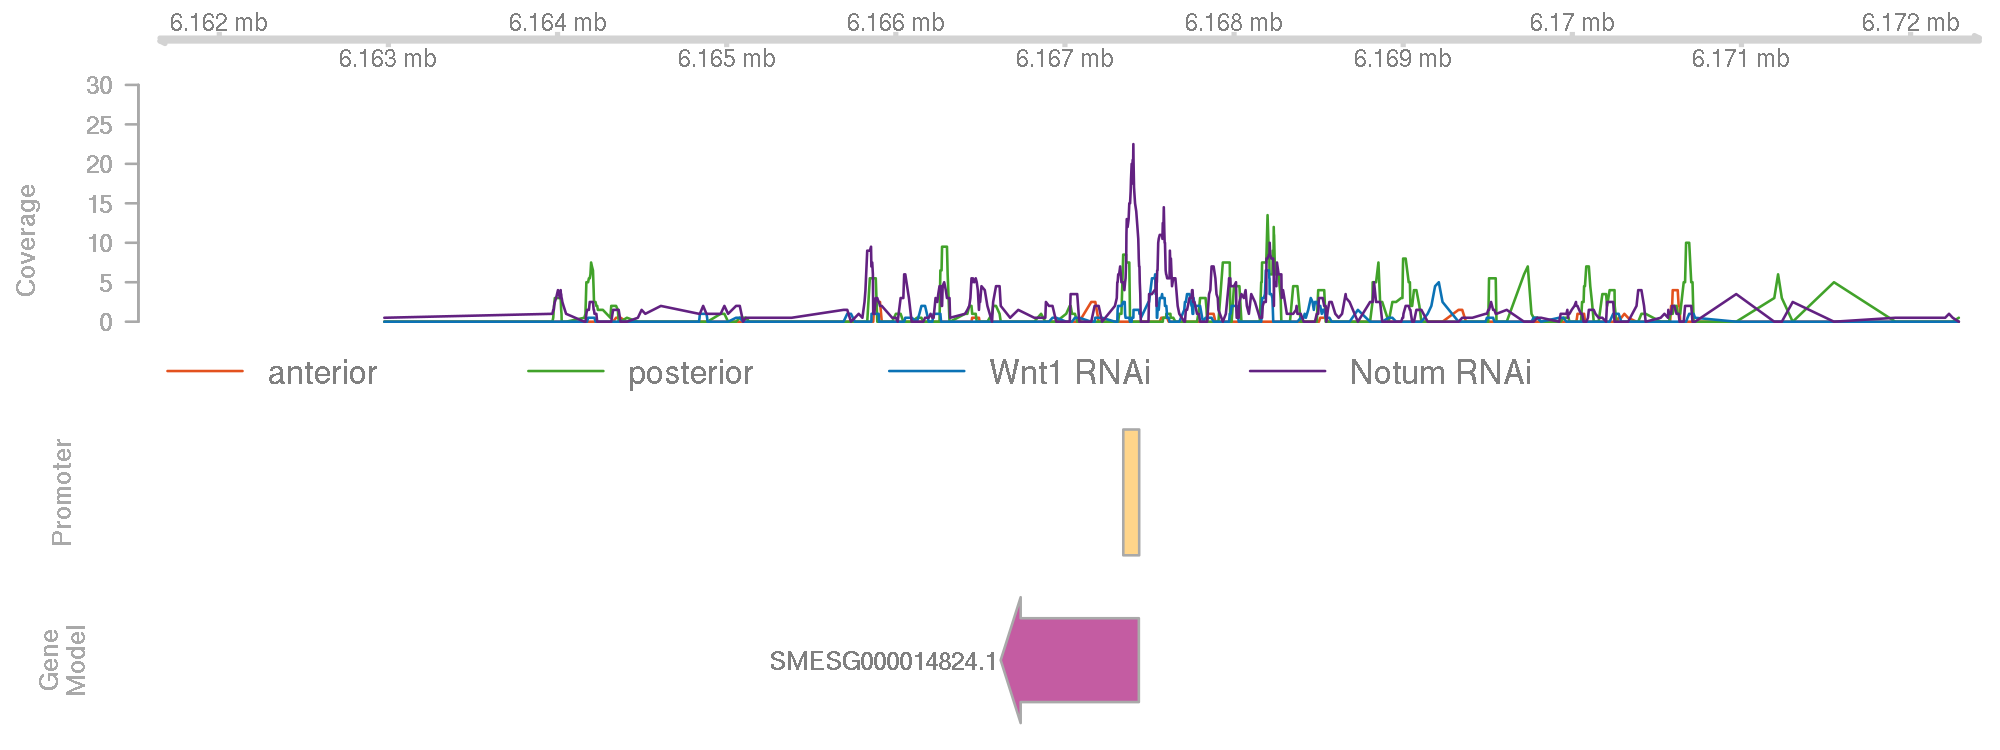 6.162 mb 6.164 mb 6.166 mb 6.168 mb 6.17 mb 6.172 mb
6.163 mb 6.165 mb 6.167 mb 6.169 mb 6.171 mb
30
25
20
15
10
5
0
Coverage
anterior posterior Wnt1 RNAi Notum RNAi
Promoter
Gene
Model
SMESG000014824.1